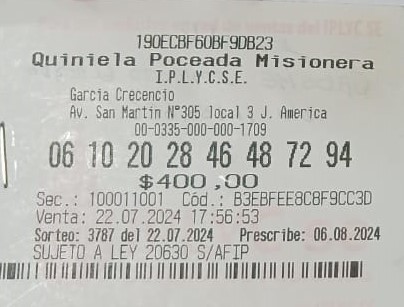 190ECBF60BF9DB23
Quiniela Poceada Misionera
I.P.L.Y.C.S.E.
Garcia Crecencio
Av. San Martin N°305 local 3 J. America
00-0335-000-000-1709
06 10 20 28 46 48 72 94
$400,00
Sec.: 100011001 Cód.: B3EBFEE8C8F9CC3D
Venta: 22.07.2024 17:56:53
Sorteo: 3787 del 22.07.2024 Prescribe: 06.08.2024
SUJETO A LEY 20630 S/AFIP